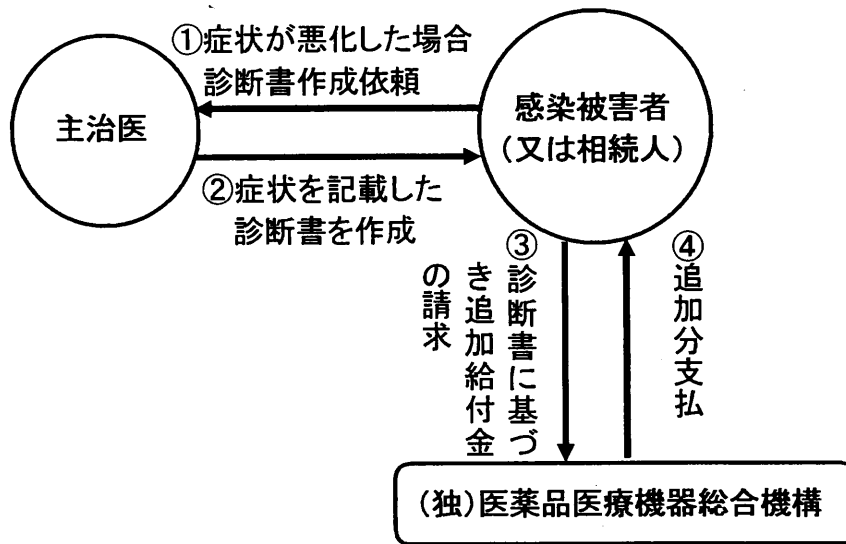 ①症状が悪化した場合
診断書作成依頼
主治医
感染被害者
（又は相続人）
②症状を記載した
診断書を作成
③診断書に基づ
き追加給付金
の請求
④追加分支払
（独）医薬品医療機器総合機構